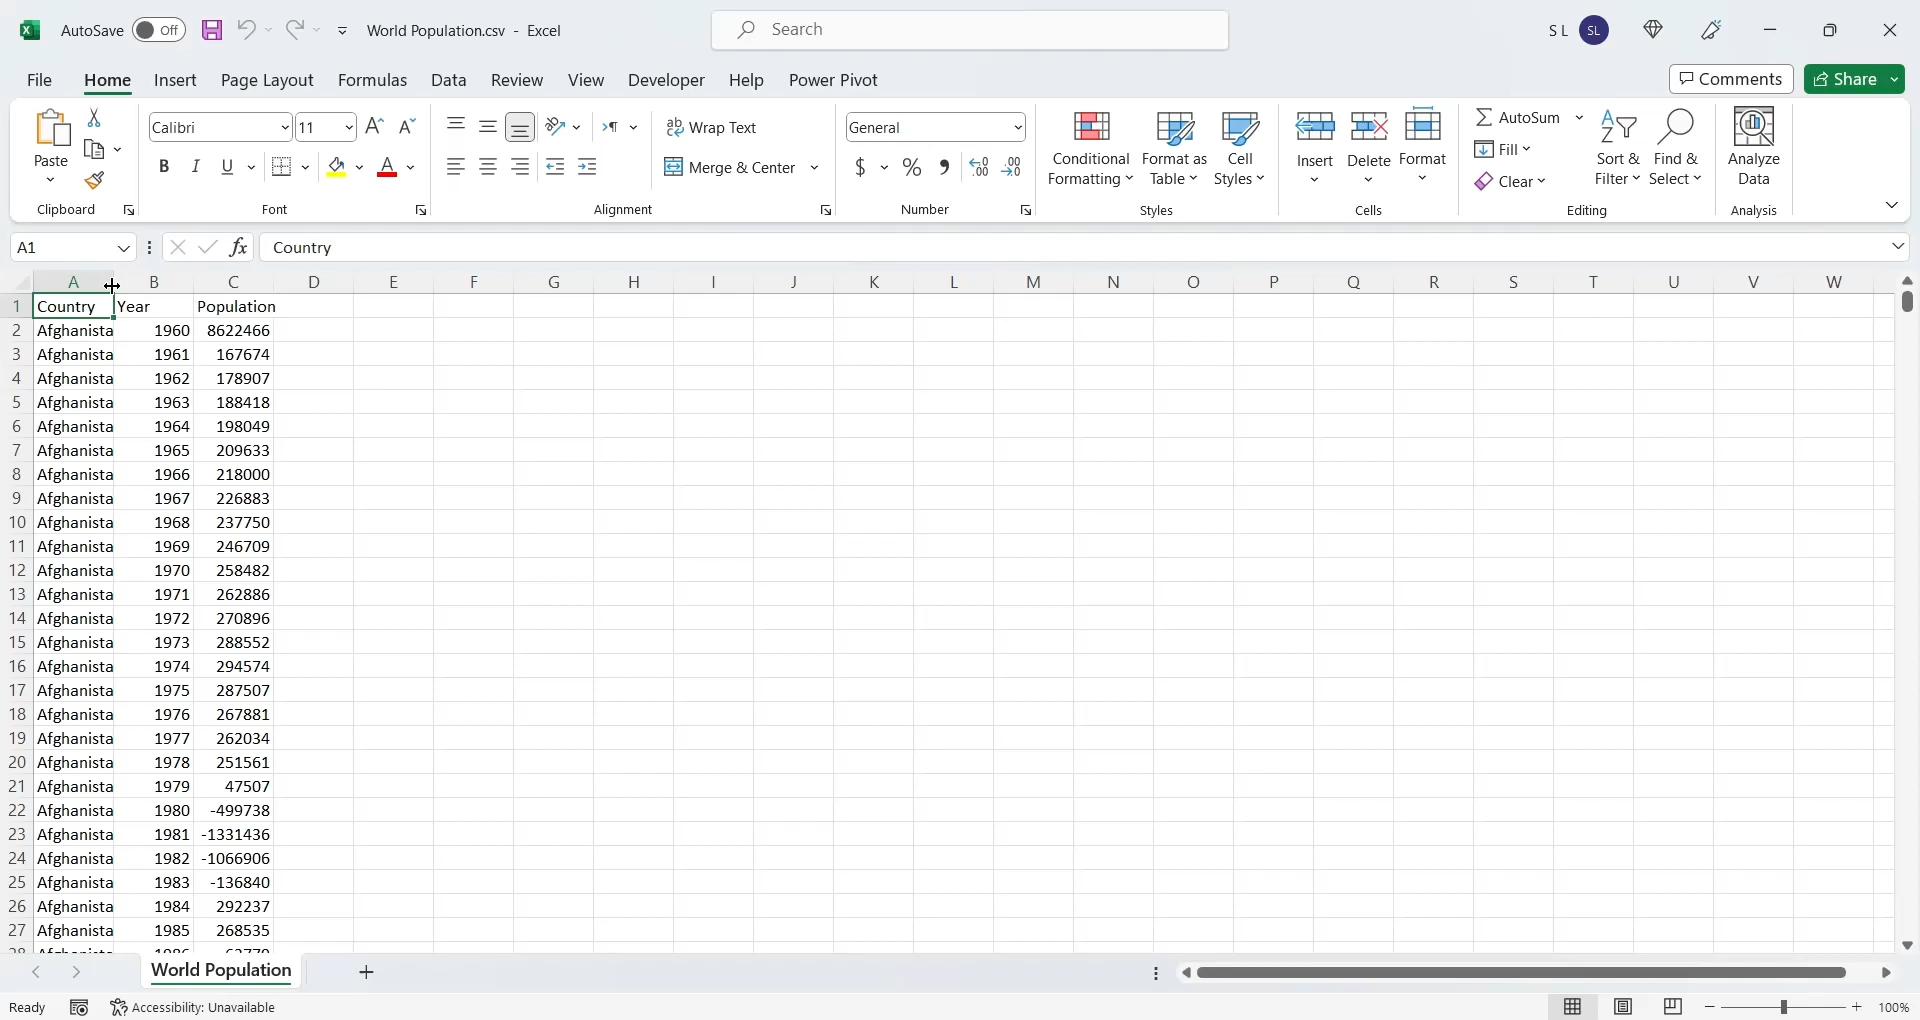 AutoSave Off World Population.csv - Excel Search S L SL
File Home Insert Page Layout Formulas Data Review View Developer Help Power Pivot Comments Share
Calibri 11 Wrap Text General AutoSum
Paste B I U Merge & Center $ % Conditional Formatting Format as Table Cell Styles Insert Delete Format Fill Clear Sort & Filter Find & Select Analyze Data
Clipboard Font Alignment Number Styles Cells Editing Analysis
A1 fx Country
A B C D E F G H I J K L M N O P Q R S T U V W
1 Country Year Population
2 Afghanista 1960 8622466
3 Afghanista 1961 167674
4 Afghanista 1962 178907
5 Afghanista 1963 188418
6 Afghanista 1964 198049
7 Afghanista 1965 209633
8 Afghanista 1966 218000
9 Afghanista 1967 226883
10 Afghanista 1968 237750
11 Afghanista 1969 246709
12 Afghanista 1970 258482
13 Afghanista 1971 262886
14 Afghanista 1972 270896
15 Afghanista 1973 288552
16 Afghanista 1974 294574
17 Afghanista 1975 287507
18 Afghanista 1976 267881
19 Afghanista 1977 262034
20 Afghanista 1978 251561
21 Afghanista 1979 47507
22 Afghanista 1980 -499738
23 Afghanista 1981 -1331436
24 Afghanista 1982 -1066906
25 Afghanista 1983 -136840
26 Afghanista 1984 292237
27 Afghanista 1985 268535
World Population
Ready Accessibility: Unavailable 100%